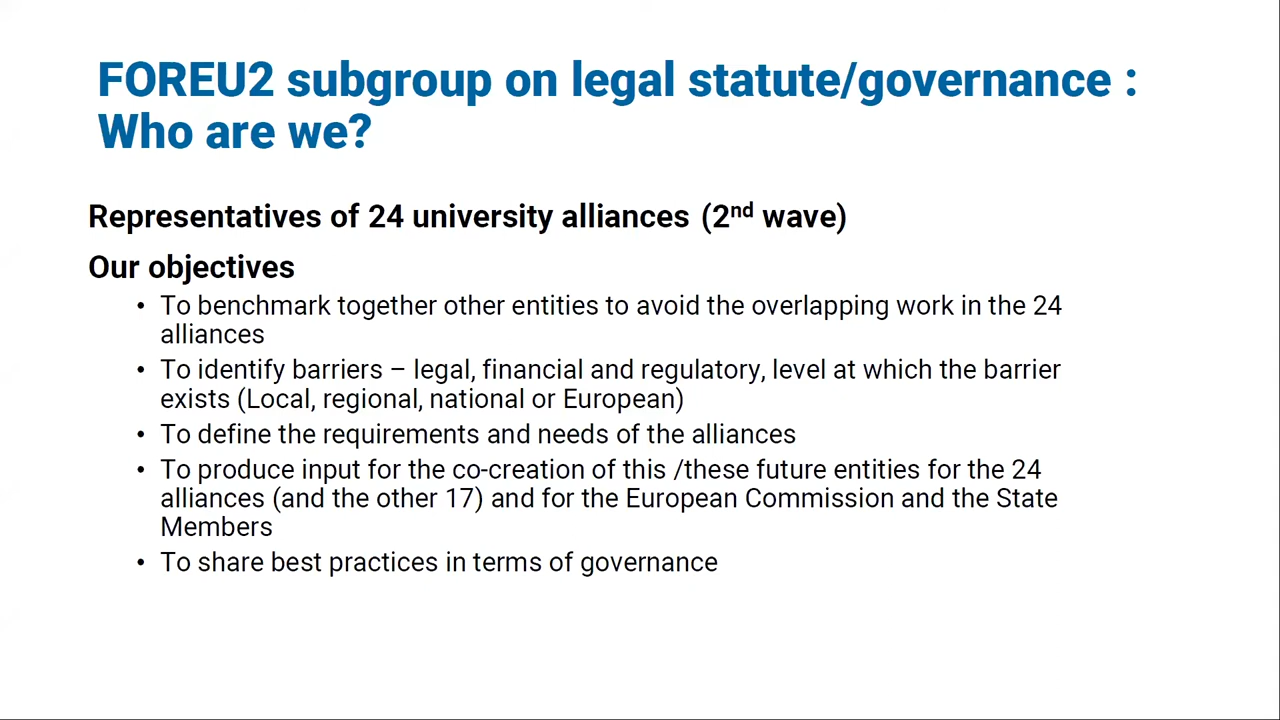 FOREU2 subgroup on legal statute/governance :
Who are we?
Representatives of 24 university alliances (2nd wave)
Our objectives
• To benchmark together other entities to avoid the overlapping work in the 24
alliances
• To identify barriers – legal, financial and regulatory, level at which the barrier
exists (Local, regional, national or European)
• To define the requirements and needs of the alliances
• To produce input for the co-creation of this /these future entities for the 24
alliances (and the other 17) and for the European Commission and the State
Members
• To share best practices in terms of governance